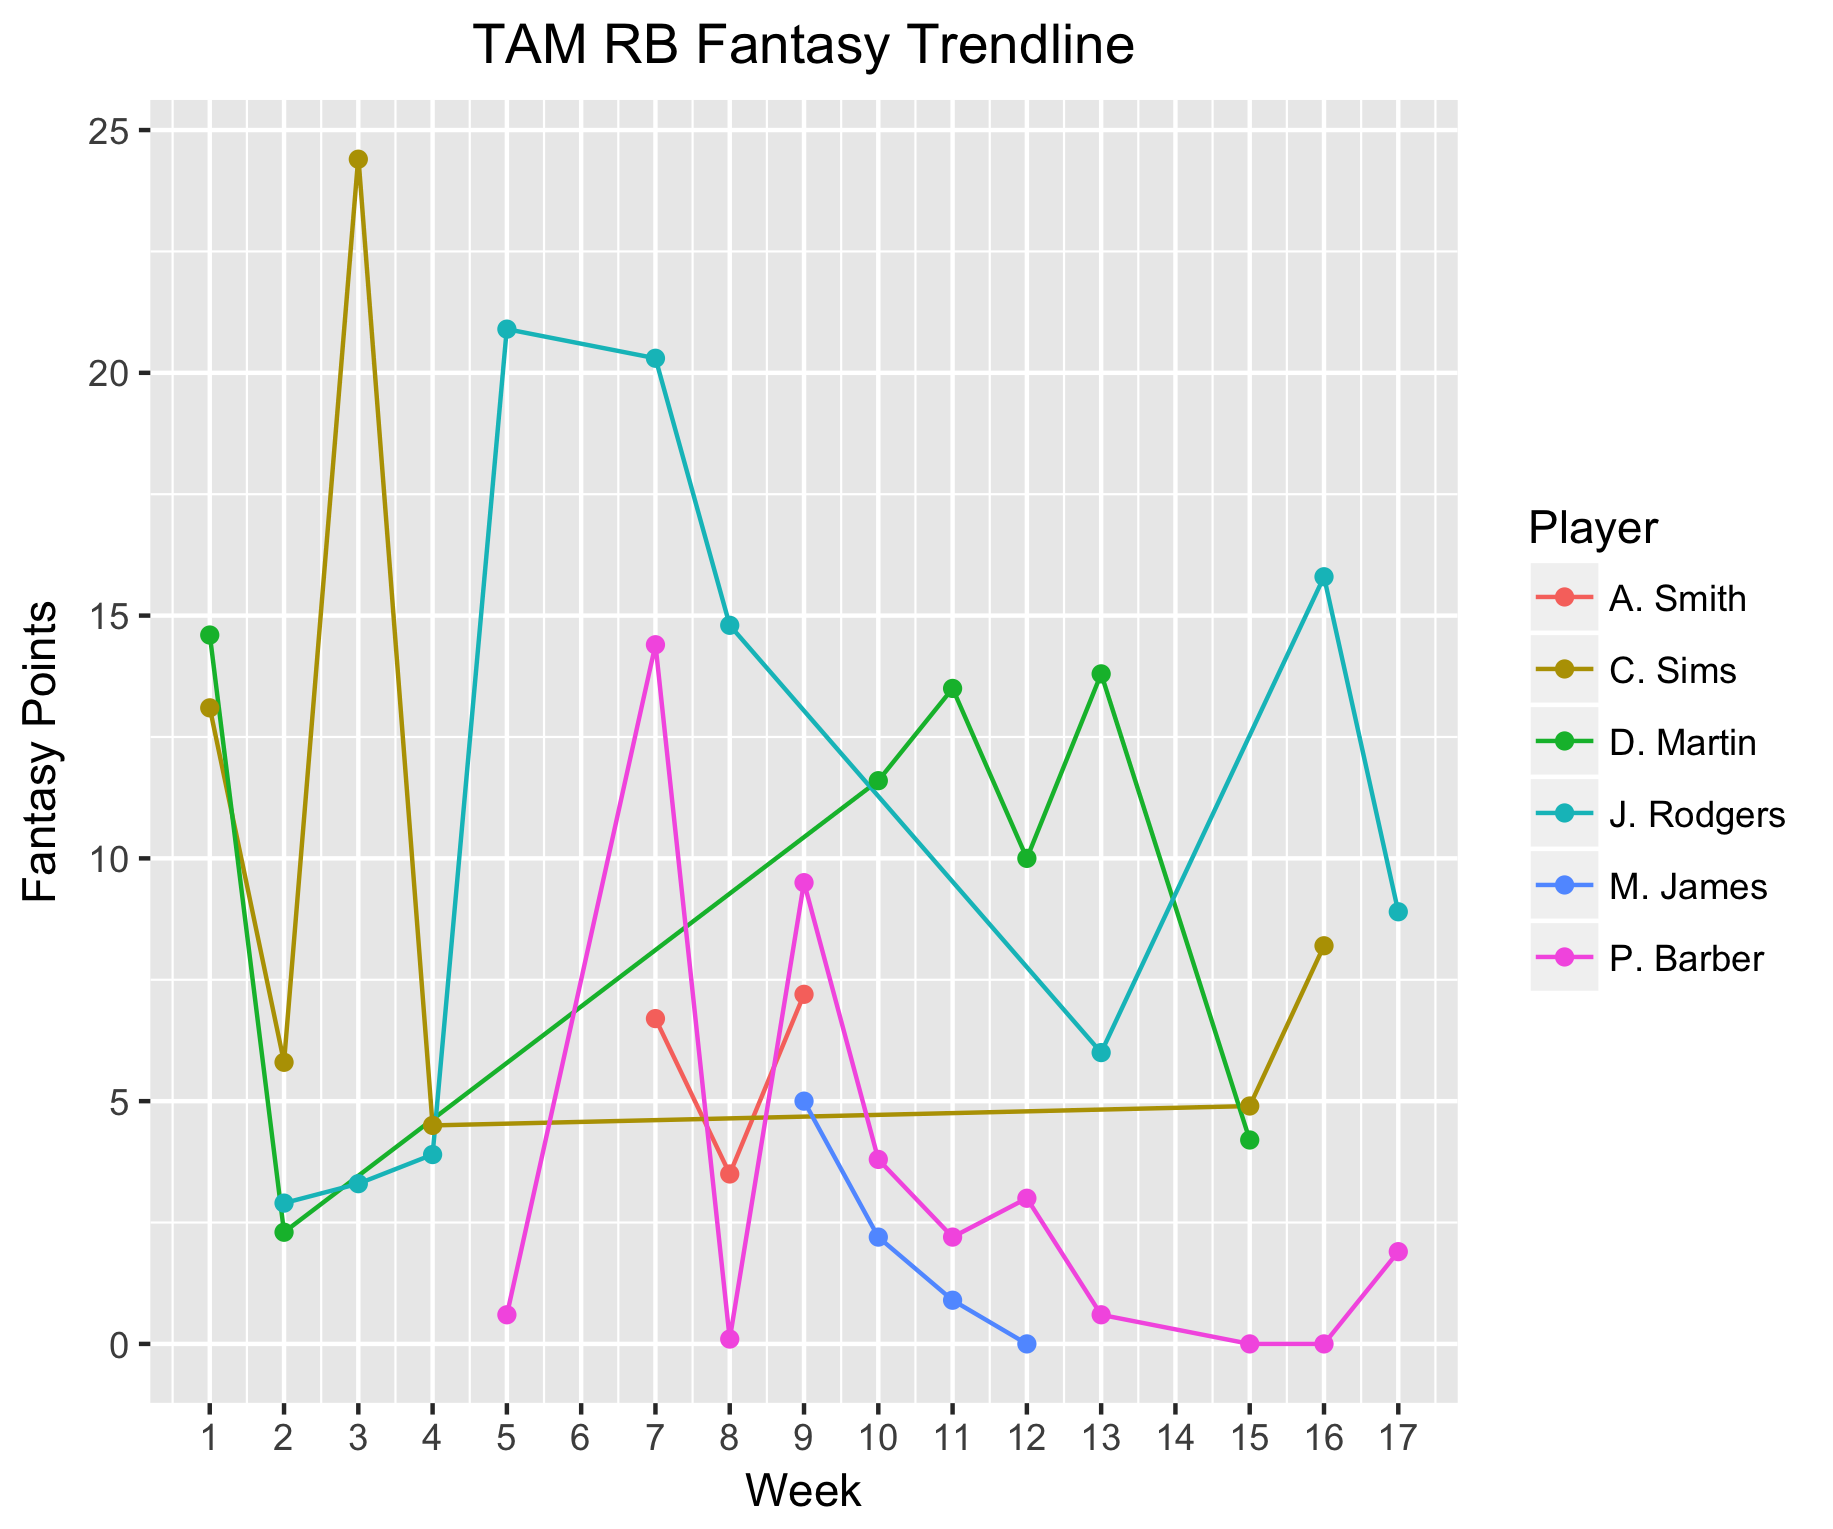 TAM RB Fantasy Trendline
25
20
15
10
5
0
Fantasy Points
1 2 3 4 5 6 7 8 9 10 11 12 13 14 15 16 17
Week
Player
A. Smith
C. Sims
D. Martin
J. Rodgers
M. James
P. Barber